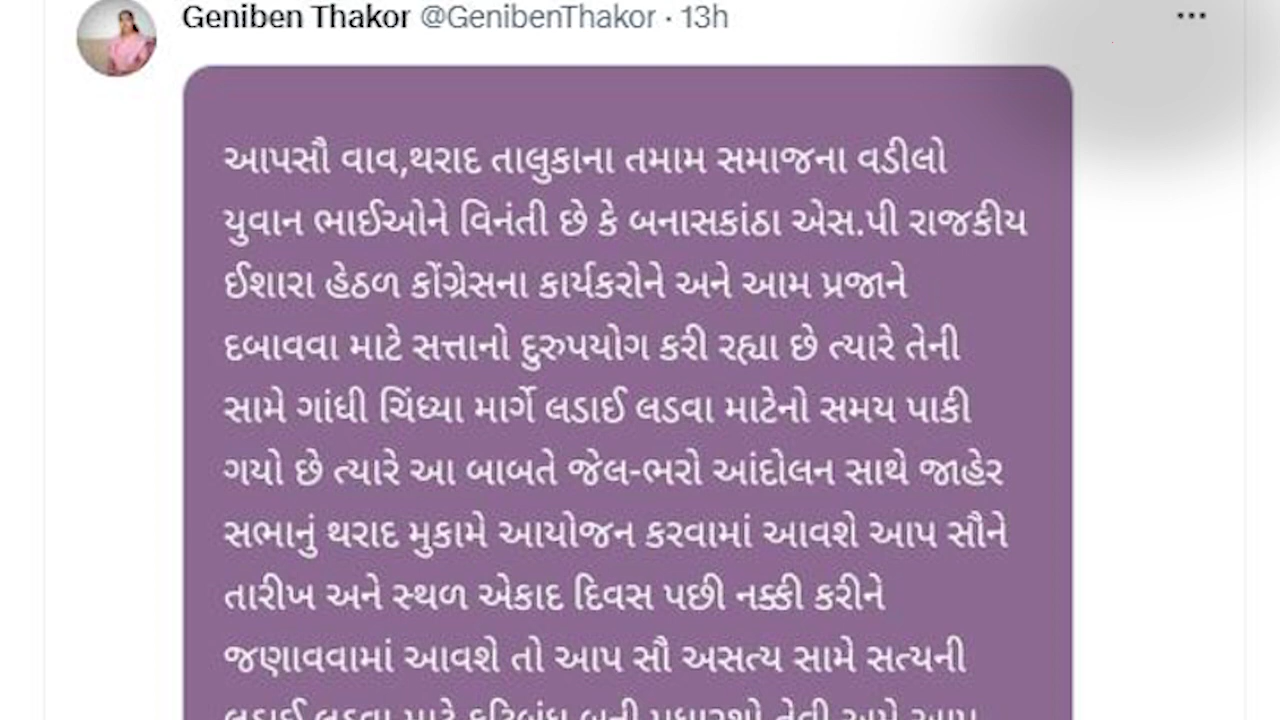 Geniben Thakor @GenibenThakor · 13h
આપસૌ વાવ,થરાદ તાલુકાના તમામ સમાજના વડીલો
યુવાન ભાઈઓને વિનંતી છે કે બનાસકાંઠા એસ.પી રાજકીય
ઈશારા હેઠળ કોંગ્રેસના કાર્યકરોને અને આમ પ્રજાને
દબાવવા માટે સત્તાનો દુરુપયોગ કરી રહ્યા છે ત્યારે તેની
સામે ગાંધી ચિંધ્યા માર્ગે લડાઈ લડવા માટેનો સમય પાકી
ગયો છે ત્યારે આ બાબતે જેલ-ભરો આંદોલન સાથે જાહેર
સભાનું થરાદ મુકામે આયોજન કરવામાં આવશે આપ સૌને
તારીખ અને સ્થળ એકાદ દિવસ પછી નક્કી કરીને
જણાવવામાં આવશે તો આપ સૌ અસત્ય સામે સત્યની